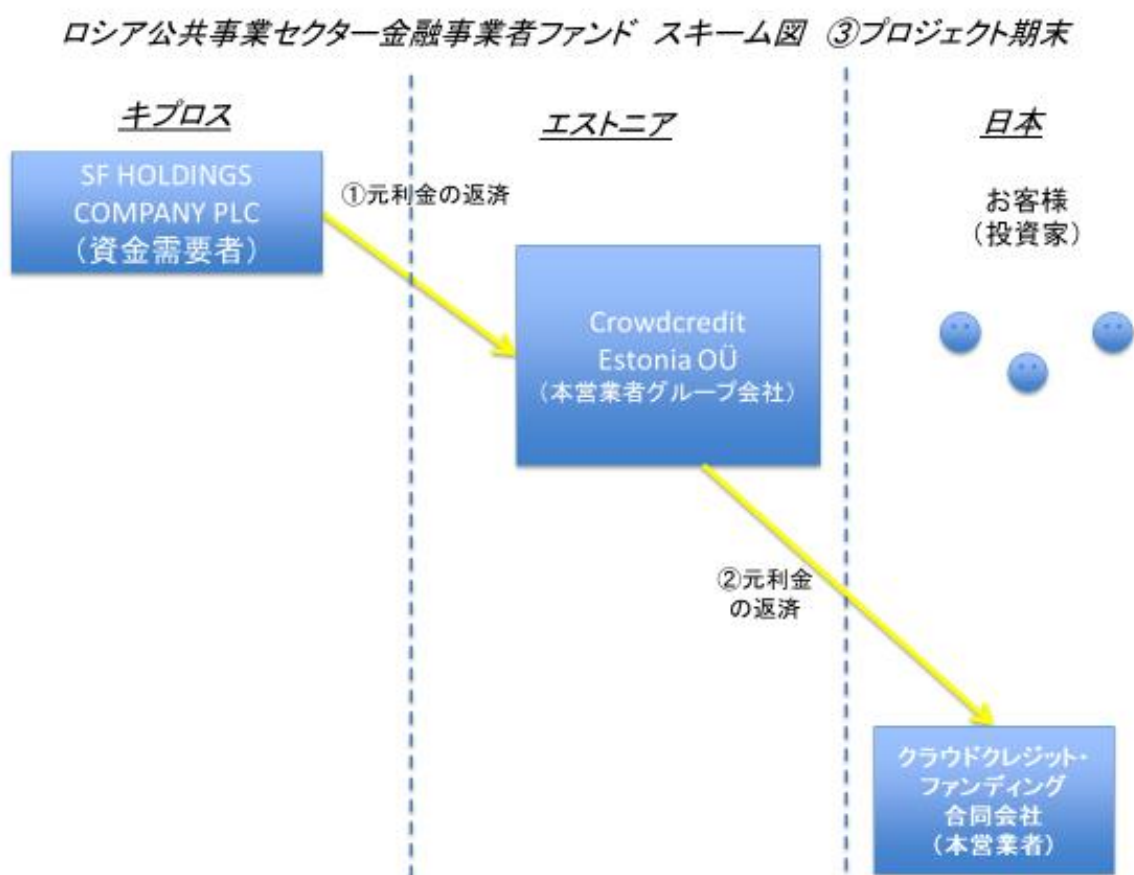 ロシア公共事業セクター金融事業者ファンド スキーム図 ③プロジェクト期末
キプロス
エストニア
日本
SF HOLDINGS
COMPANY PLC
（資金需要者）
①元利金の返済
お客様
（投資家）
Crowdcredit
Estonia OÜ
（本営業者グループ会社）
②元利金
の返済
クラウドクレジット・
ファンディング
合同会社
（本営業者）